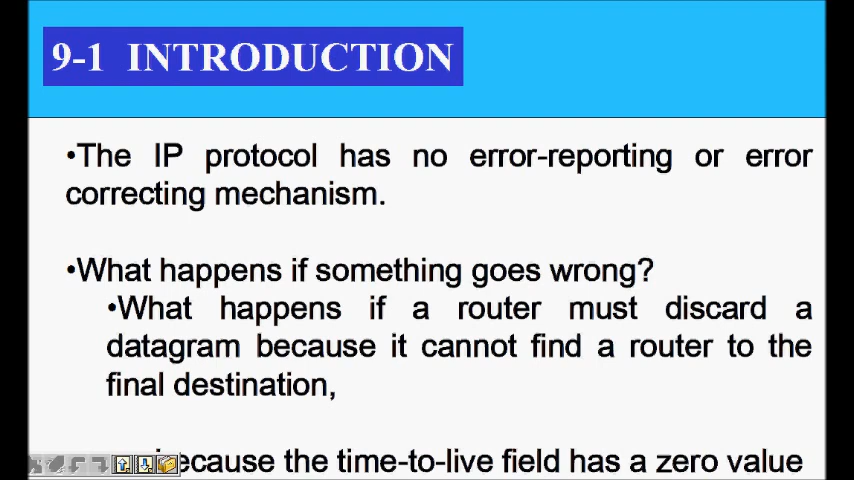 9-1 INTRODUCTION
•The IP protocol has no error-reporting or error
correcting mechanism.
•What happens if something goes wrong?
•What happens if a router must discard a
datagram because it cannot find a router to the
final destination,
ecause the time-to-live field has a zero value